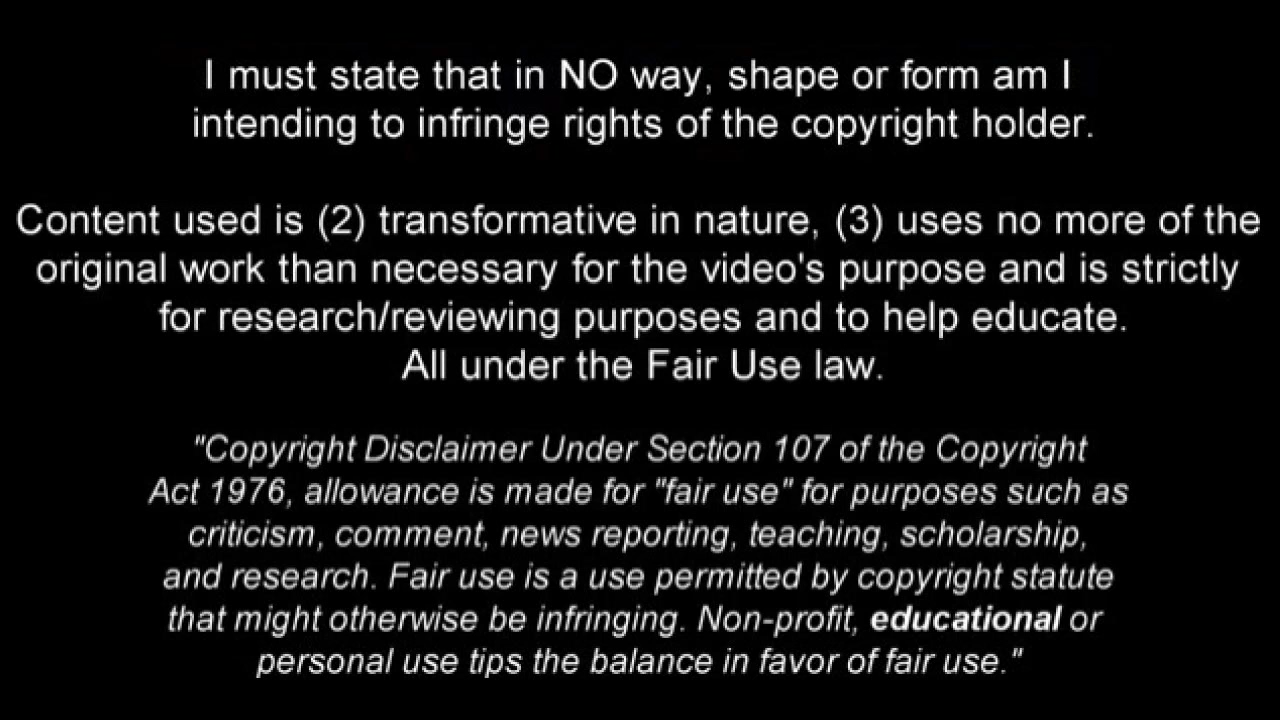 I must state that in NO way, shape or form am I
intending to infringe rights of the copyright holder.
Content used is (2) transformative in nature, (3) uses no more of the
original work than necessary for the video's purpose and is strictly
for research/reviewing purposes and to help educate.
All under the Fair Use law.
"Copyright Disclaimer Under Section 107 of the Copyright
Act 1976, allowance is made for "fair use" for purposes such as
criticism, comment, news reporting, teaching, scholarship,
and research. Fair use is a use permitted by copyright statute
that might otherwise be infringing. Non-profit, educational or
personal use tips the balance in favor of fair use."